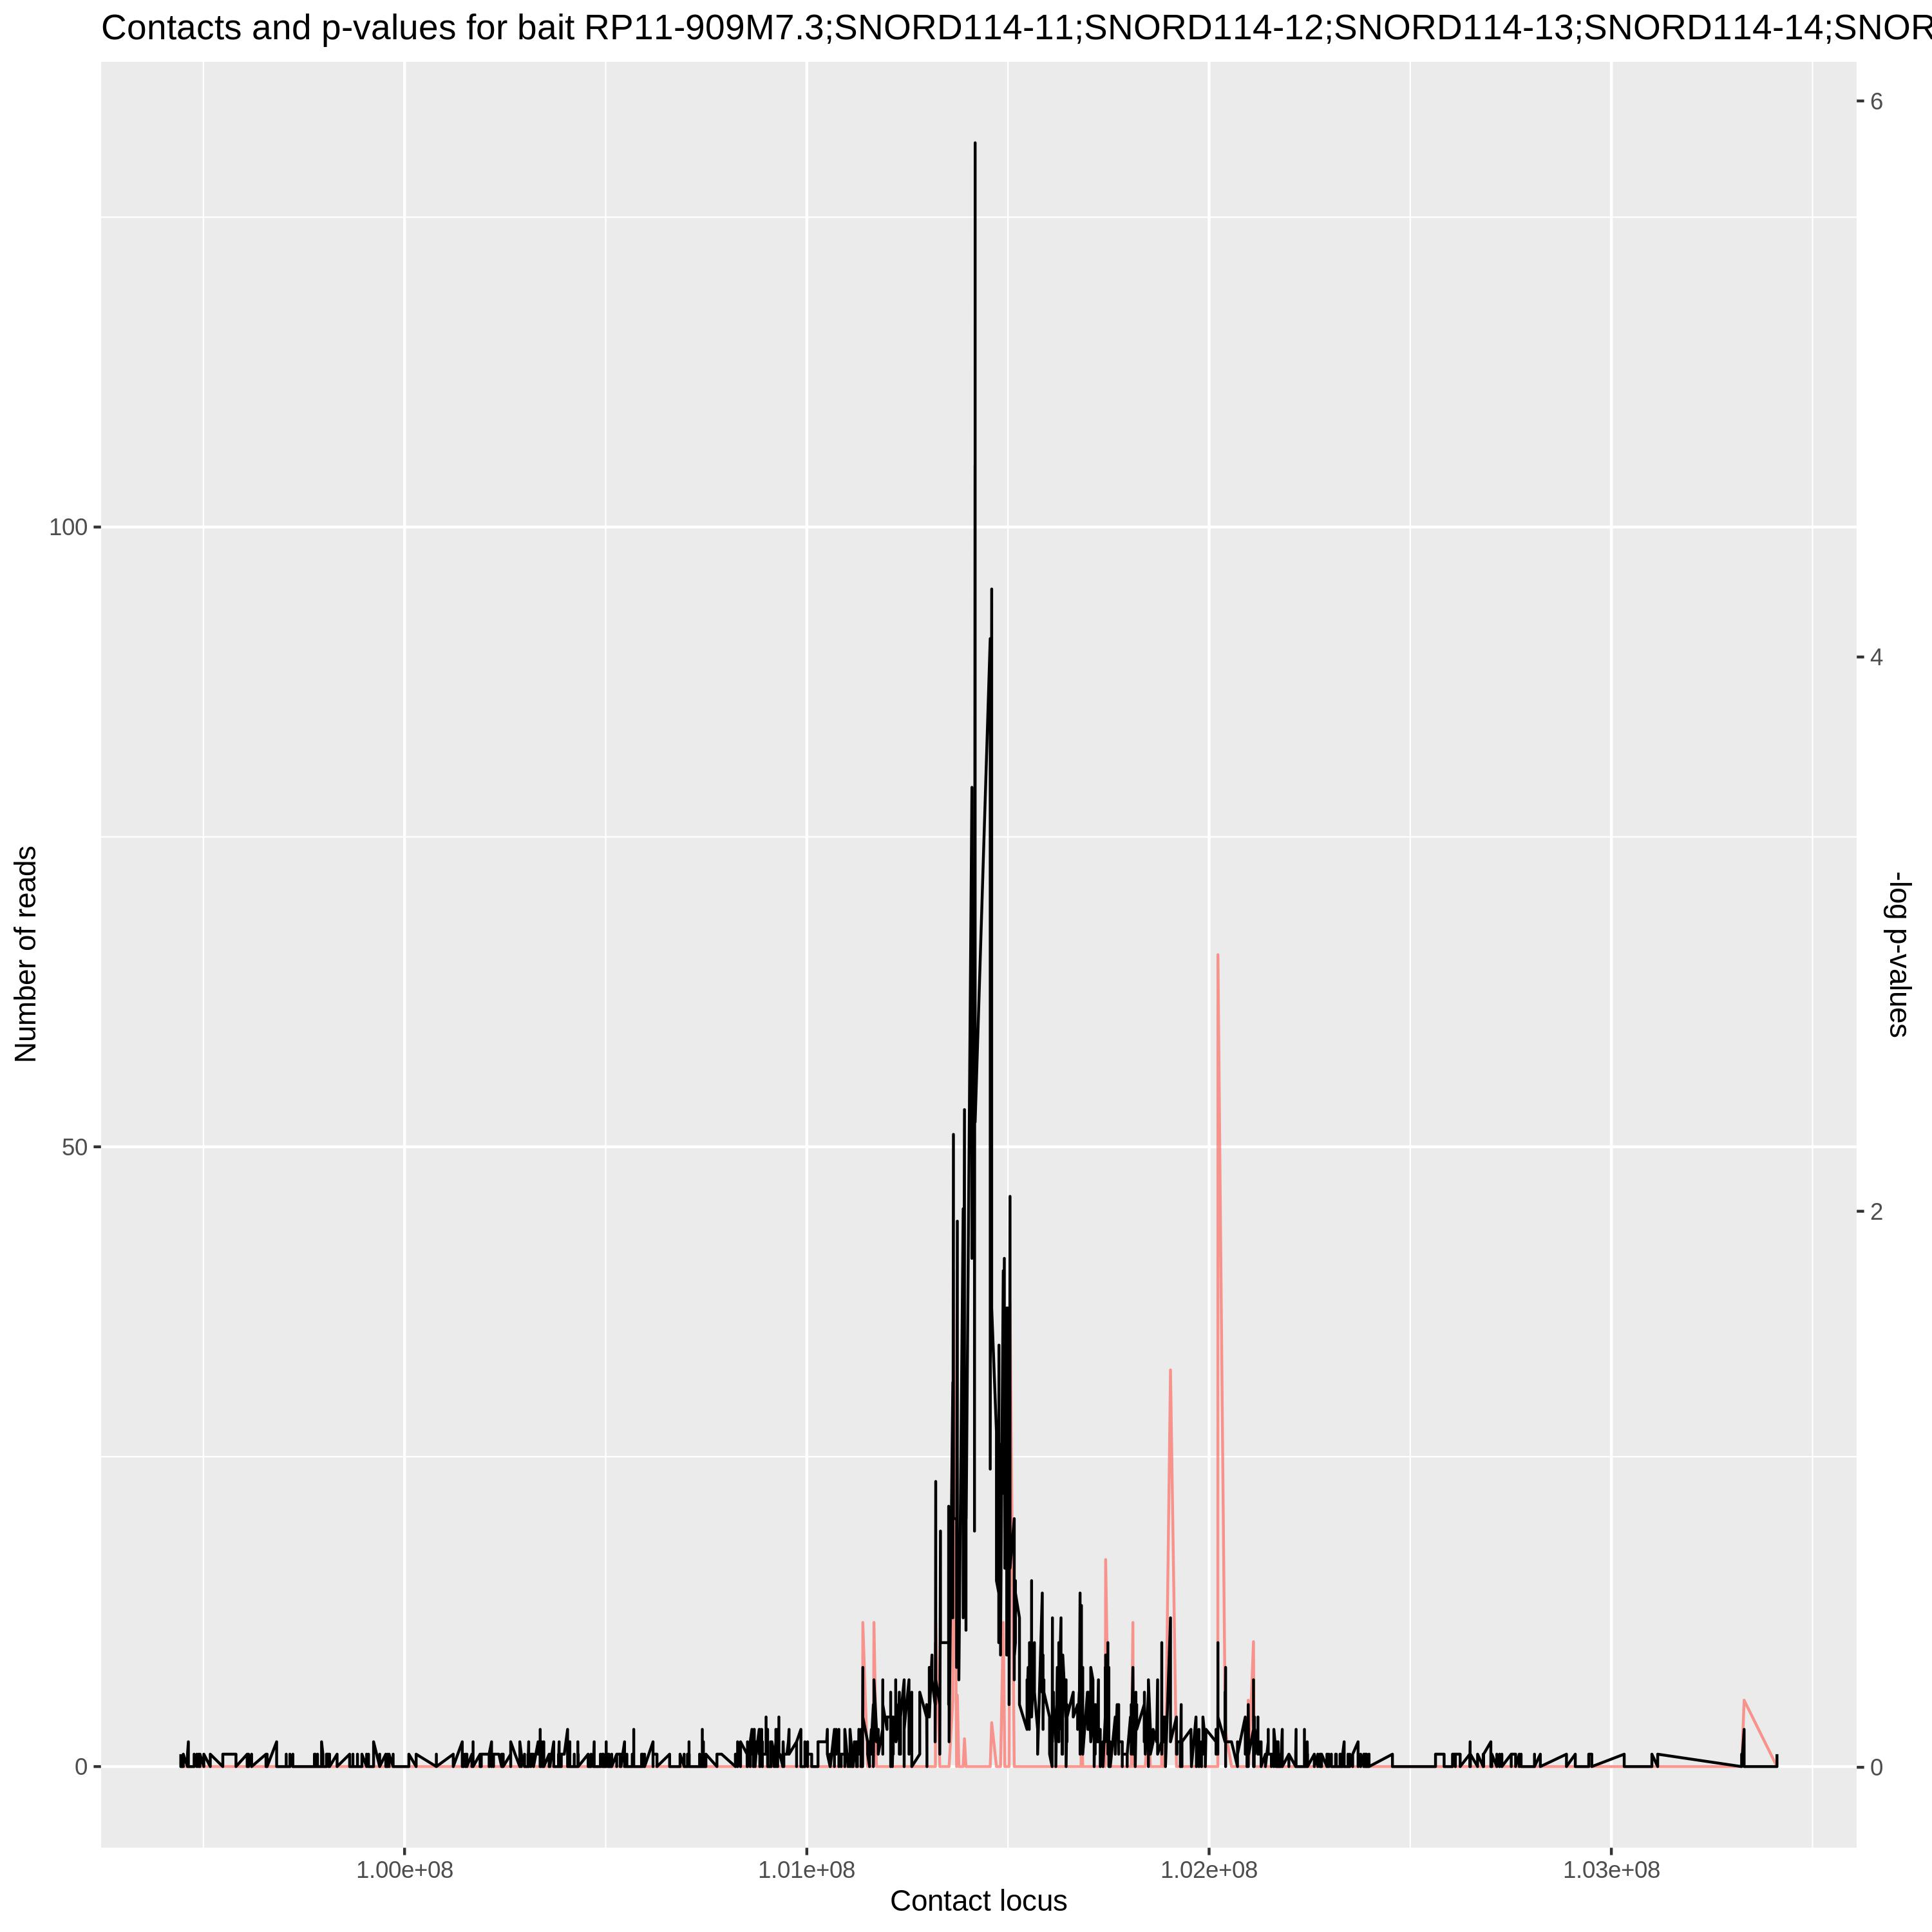 Contacts and p-values for bait RP11-909M7.3;SNORD114-11;SNORD114-12;SNORD114-13;SNORD114-14;SNOR
6
100
4
Number of reads
-log p-values
50
2
0
0
1.00e+08
1.01e+08
1.02e+08
1.03e+08
Contact locus